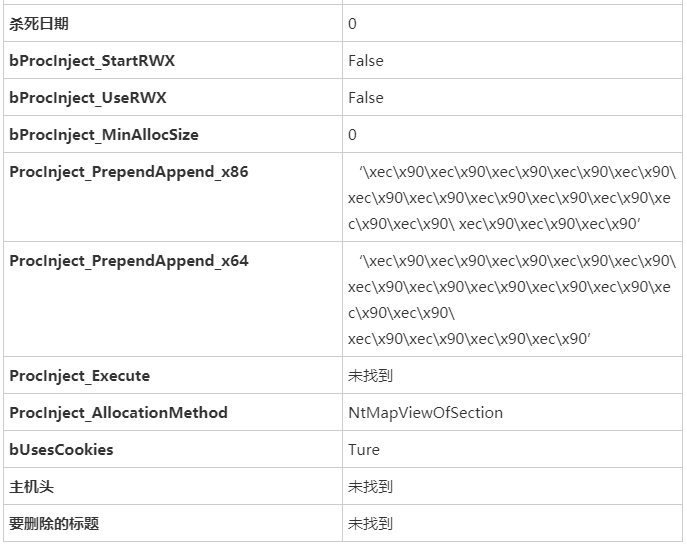 杀死日期 0
bProcInject_StartRWX False
bProcInject_UseRWX False
bProcInject_MinAllocSize 0
ProcInject_PrependAppend_x86 ‘\xec\x90\xec\x90\xec\x90\xec\x90\xec\x90\
xec\x90\xec\x90\xec\x90\xec\x90\xec\x90\xe
c\x90\xec\x90\ xec\x90\xec\x90\xec\x90’
ProcInject_PrependAppend_x64 ‘\xec\x90\xec\x90\xec\x90\xec\x90\xec\x90\
xec\x90\xec\x90\xec\x90\xec\x90\xec\x90\xe
c\x90\xec\x90\
xec\x90\xec\x90\xec\x90\xec\x90’
ProcInject_Execute 未找到
ProcInject_AllocationMethod NtMapViewOfSection
bUsesCookies Ture
主机头 未找到
要删除的标题 未找到